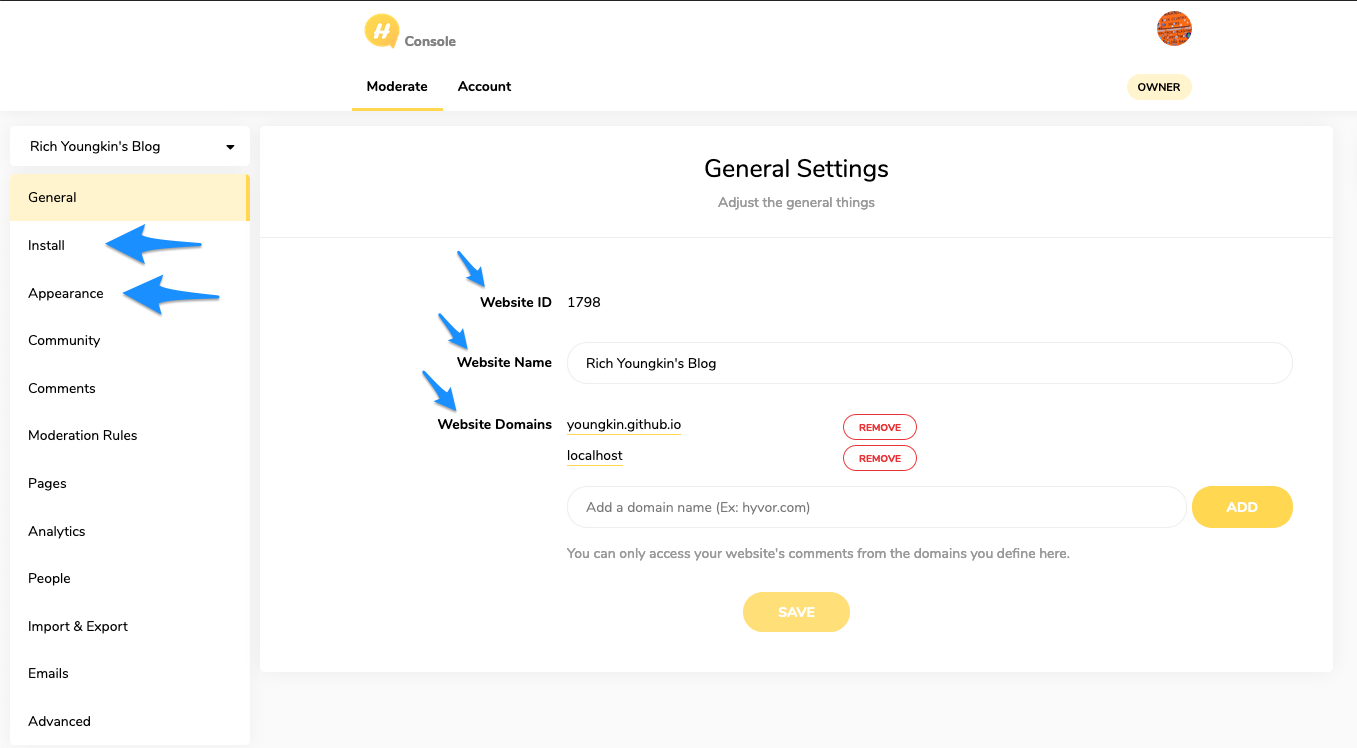 H Console
Moderate Account
OWNER
Rich Youngkin's Blog
General
Install
Appearance
Community
Comments
Moderation Rules
Pages
Analytics
People
Import & Export
Emails
Advanced
General Settings
Adjust the general things
Website ID 1798
Website Name Rich Youngkin's Blog
Website Domains youngkin.github.io REMOVE
localhost REMOVE
Add a domain name (Ex: hyvor.com) ADD
You can only access your website's comments from the domains you define here.
SAVE